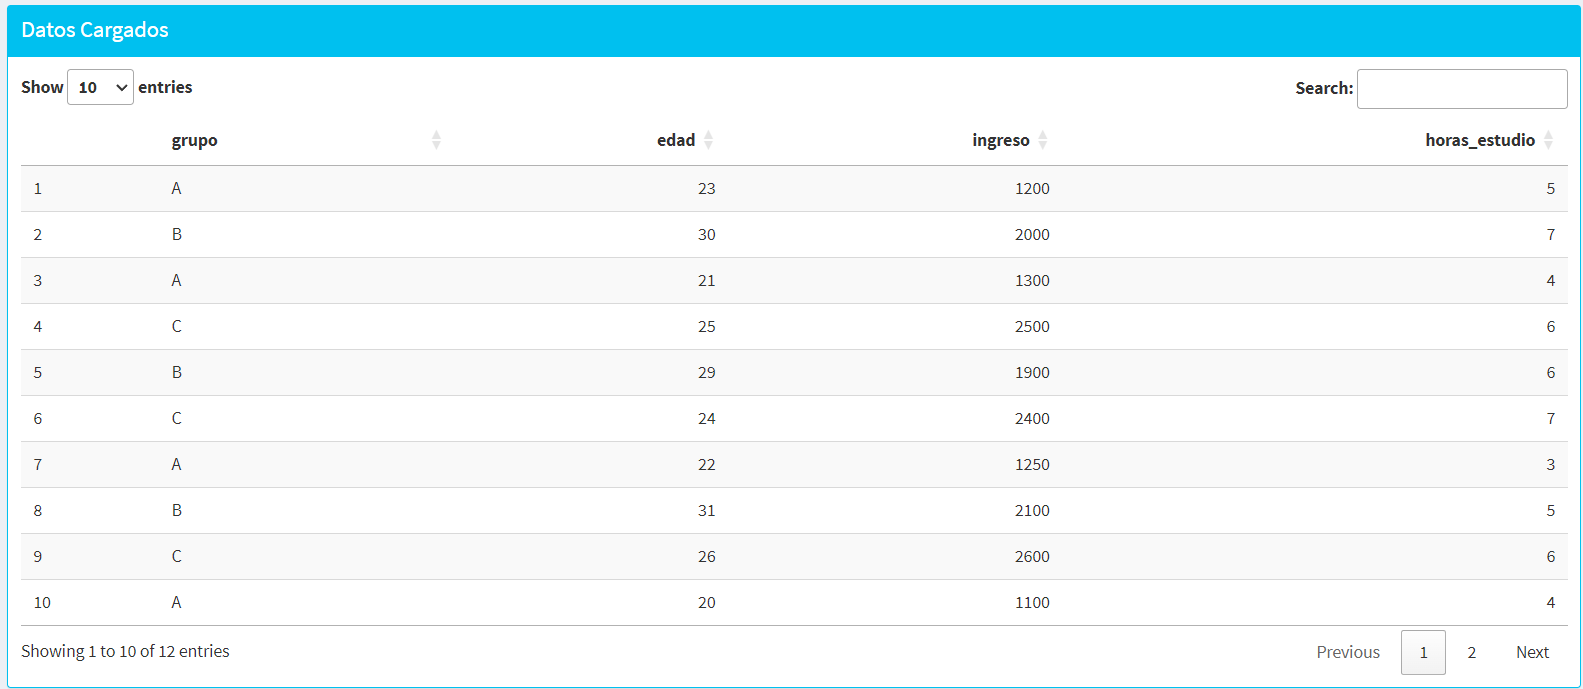 Datos Cargados
Show 10 entries Search:
grupo edad ingreso horas_estudio
1 A 23 1200 5
2 B 30 2000 7
3 A 21 1300 4
4 C 25 2500 6
5 B 29 1900 6
6 C 24 2400 7
7 A 22 1250 3
8 B 31 2100 5
9 C 26 2600 6
10 A 20 1100 4
Showing 1 to 10 of 12 entries Previous 1 2 Next